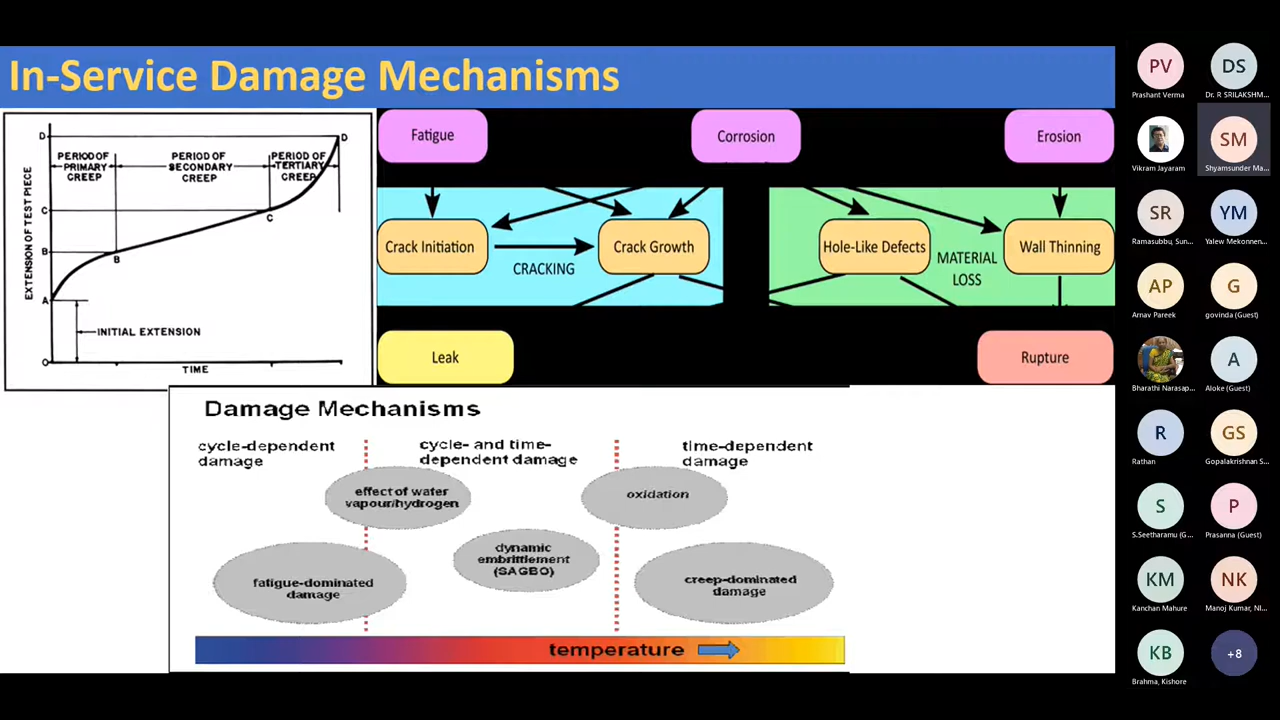 In-Service Damage Mechanisms
D
D
PERIOD OF
PRIMARY
CREEP
PERIOD OF
SECONDARY
CREEP
PERIOD OF
TERTIARY
CREEP
EXTENSION OF TEST PIECE
C
C
B
B
A
INITIAL EXTENSION
O
TIME
Fatigue
Corrosion
Erosion
Crack Initiation
CRACKING
Crack Growth
Hole-Like Defects
MATERIAL
LOSS
Wall Thinning
Leak
Rupture
Damage Mechanisms
cycle-dependent
damage
cycle- and time-
dependent damage
time-dependent
damage
effect of water
vapour/hydrogen
oxidation
dynamic
embrittlement
(SAGBO)
fatigue-dominated
damage
creep-dominated
damage
temperature
PV
Prashant Verma
DS
Dr. R SRILAKSHM...
Vikram Jayaram
SM
Shyamsunder Ma...
SR
Ramasubbu, Sun...
YM
Yalew Mekonnen...
AP
Arnav Pareek
G
govinda (Guest)
Bharathi Narasap...
A
Aloke (Guest)
R
Rathan
GS
Gopalakrishnan S...
S
S.Seetharamu (G...
P
Prasanna (Guest)
KM
Kanchan Mahure
NK
Manoj Kumar, NI...
KB
Brahma, Kishore
+8